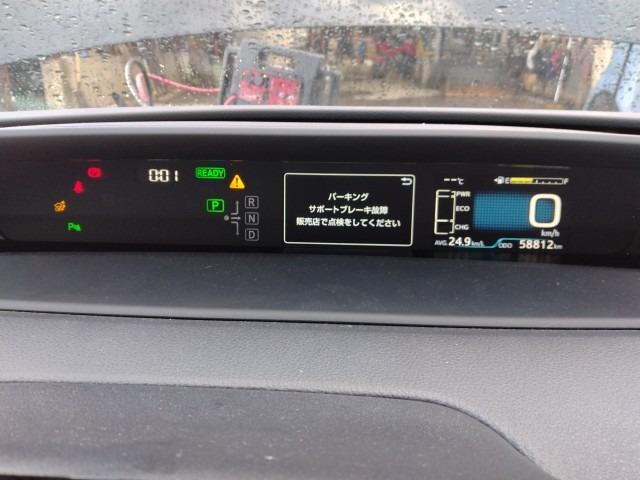 0:01 READY
P
R
N
D
パーキング
サポートブレーキ故障
販売店で点検をしてください
--℃
E F
PWR
ECO
CHG
0
km/h
AVG. 24.9 km/L ODO 58812 km